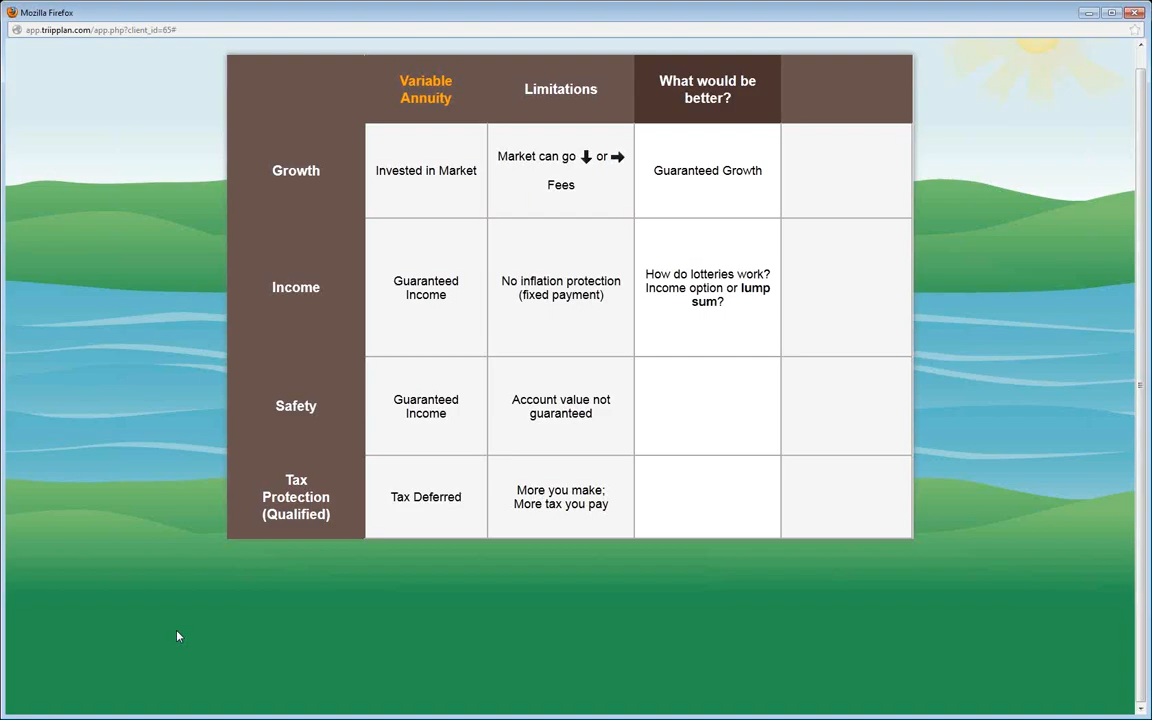 Mozilla Firefox
app.triipplan.com/app.php?client_id=65#
Variable
Annuity
Limitations
What would be
better?
Growth
Invested in Market
Market can go ⬇ or ➡
Fees
Guaranteed Growth
Income
Guaranteed
Income
No inflation protection
(fixed payment)
How do lotteries work?
Income option or lump
sum?
Safety
Guaranteed
Income
Account value not
guaranteed
Tax
Protection
(Qualified)
Tax Deferred
More you make;
More tax you pay